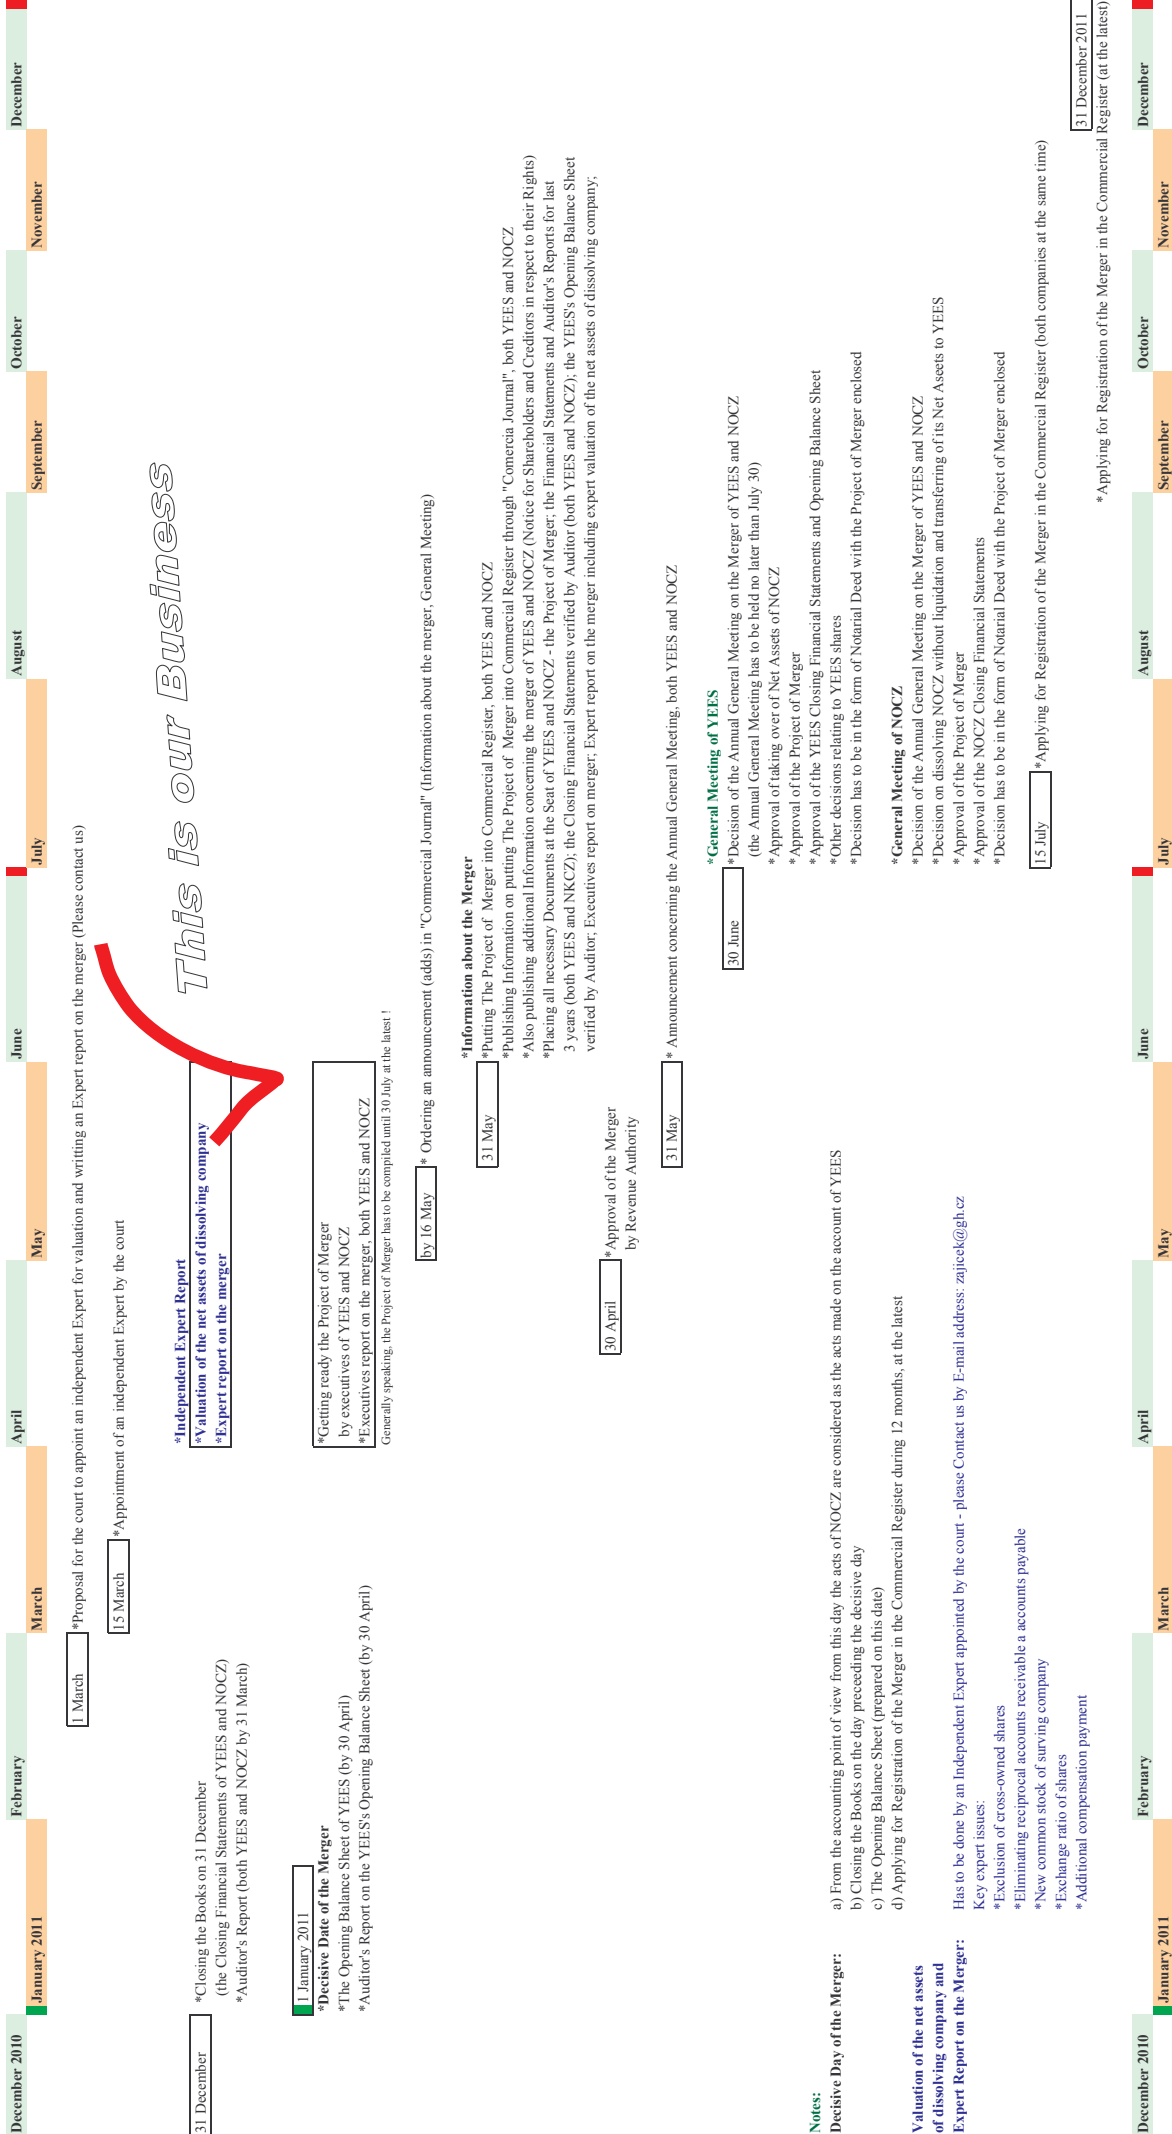 December 2010
January 2011
February
March
April
May
June
July
August
September
October
November
December
1 March
*Proposal for the court to appoint an independent Expert for valuation and writting an Expert report on the merger (Please contact us)
15 March
*Appointment of an independent Expert by the court
This is our Business
*Independent Expert Report
*Valuation of the net assets of dissolving company
*Expert report on the merger
31 December
*Closing the Books on 31 December
(the Closing Financial Statements of YEES and NOCZ)
*Auditor's Report (both YEES and NOCZ by 31 March)
1 January 2011
*Decisive Date of the Merger
*The Opening Balance Sheet of YEES (by 30 April)
*Auditor's Report on the YEES's Opening Balance Sheet (by 30 April)
*Getting ready the Project of Merger
by executives of YEES and NOCZ
*Executives report on the merger, both YEES and NOCZ
Generally speaking, the Project of Merger has to be compiled until 30 July at the latest !
by 16 May
* Ordering an announcement (adds) in "Commercial Journal" (Information about the merger, General Meeting)
*Information about the Merger
31 May
*Putting The Project of Merger into Commercial Register, both YEES and NOCZ
*Publishing Information on putting The Project of Merger into Commercial Register through "Comercia Journal", both YEES and NOCZ
*Also publishing additional Information concerning the merger of YEES and NOCZ (Notice for Shareholders and Creditors in respect to their Rights)
*Placing all necessary Documents at the Seat of YEES and NOCZ - the Project of Merger; the Financial Statements and Auditor's Reports for last
3 years (both YEES and NKCZ); the Closing Financial Statements verified by Auditor (both YEES and NOCZ); the YEES's Opening Balance Sheet
verified by Auditor; Executives report on merger; Expert report on the merger including expert valuation of the net assets of dissolving company;
30 April
*Approval of the Merger
by Revenue Authority
31 May
* Announcement concerning the Annual General Meeting, both YEES and NOCZ
*General Meeting of YEES
30 June
*Decision of the Annual General Meeting on the Merger of YEES and NOCZ
(the Annual General Meeting has to be held no later than July 30)
*Approval of taking over of Net Assets of NOCZ
*Approval of the Project of Merger
*Approval of the YEES Closing Financial Statements and Opening Balance Sheet
*Other decisions relating to YEES shares
*Decision has to be in the form of Notarial Deed with the Project of Merger enclosed
*General Meeting of NOCZ
*Decision of the Annual General Meeting on the Merger of YEES and NOCZ
*Decision on dissolving NOCZ without liquidation and transferring of its Net Aseets to YEES
*Approval of the Project of Merger
*Approval of the NOCZ Closing Financial Statements
*Decision has to be in the form of Notarial Deed with the Project of Merger enclosed
15 July
*Applying for Registration of the Merger in the Commercial Register (both companies at the same time)
31 December 2011
*Applying for Registration of the Merger in the Commercial Register (at the latest)
Notes:
Decisive Day of the Merger:
a) From the accounting point of view from this day the acts of NOCZ are considered as the acts made on the account of YEES
b) Closing the Books on the day preceeding the decisive day
c) The Opening Balance Sheet (prepared on this date)
d) Applying for Registration of the Merger in the Commercial Register during 12 months, at the latest
Valuation of the net assets
of dissolving company and
Expert Report on the Merger:
Has to be done by an Independent Expert appointed by the court - please Contact us by E-mail address: zajicek@gh.cz
Key expert issues:
*Exclusion of cross-owned shares
*Eliminating reciprocal accounts receivable a accounts payable
*New common stock of surving company
*Exchange ratio of shares
*Additional compensation payment
December 2010
January 2011
February
March
April
May
June
July
August
September
October
November
December